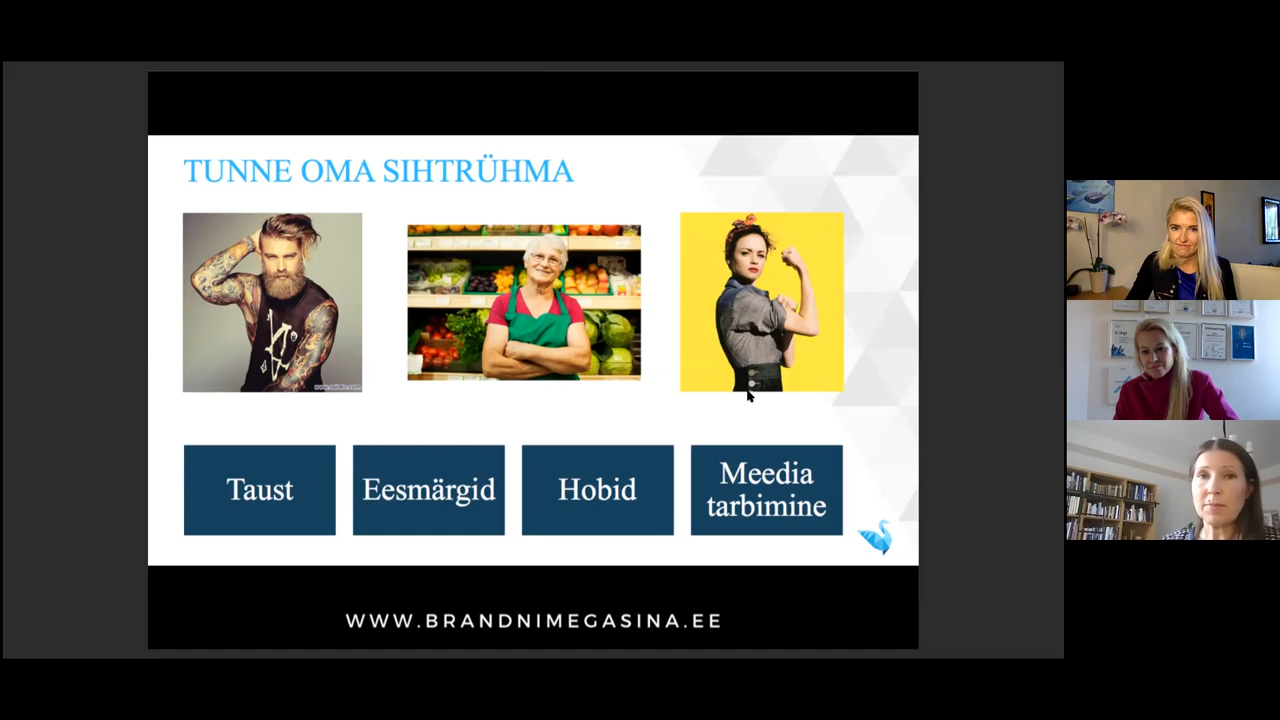 TUNNE OMA SIHTRÜHMA
Taust
Eesmärgid
Hobid
Meedia
tarbimine
WWW.BRANDNIMEGASINA.EE